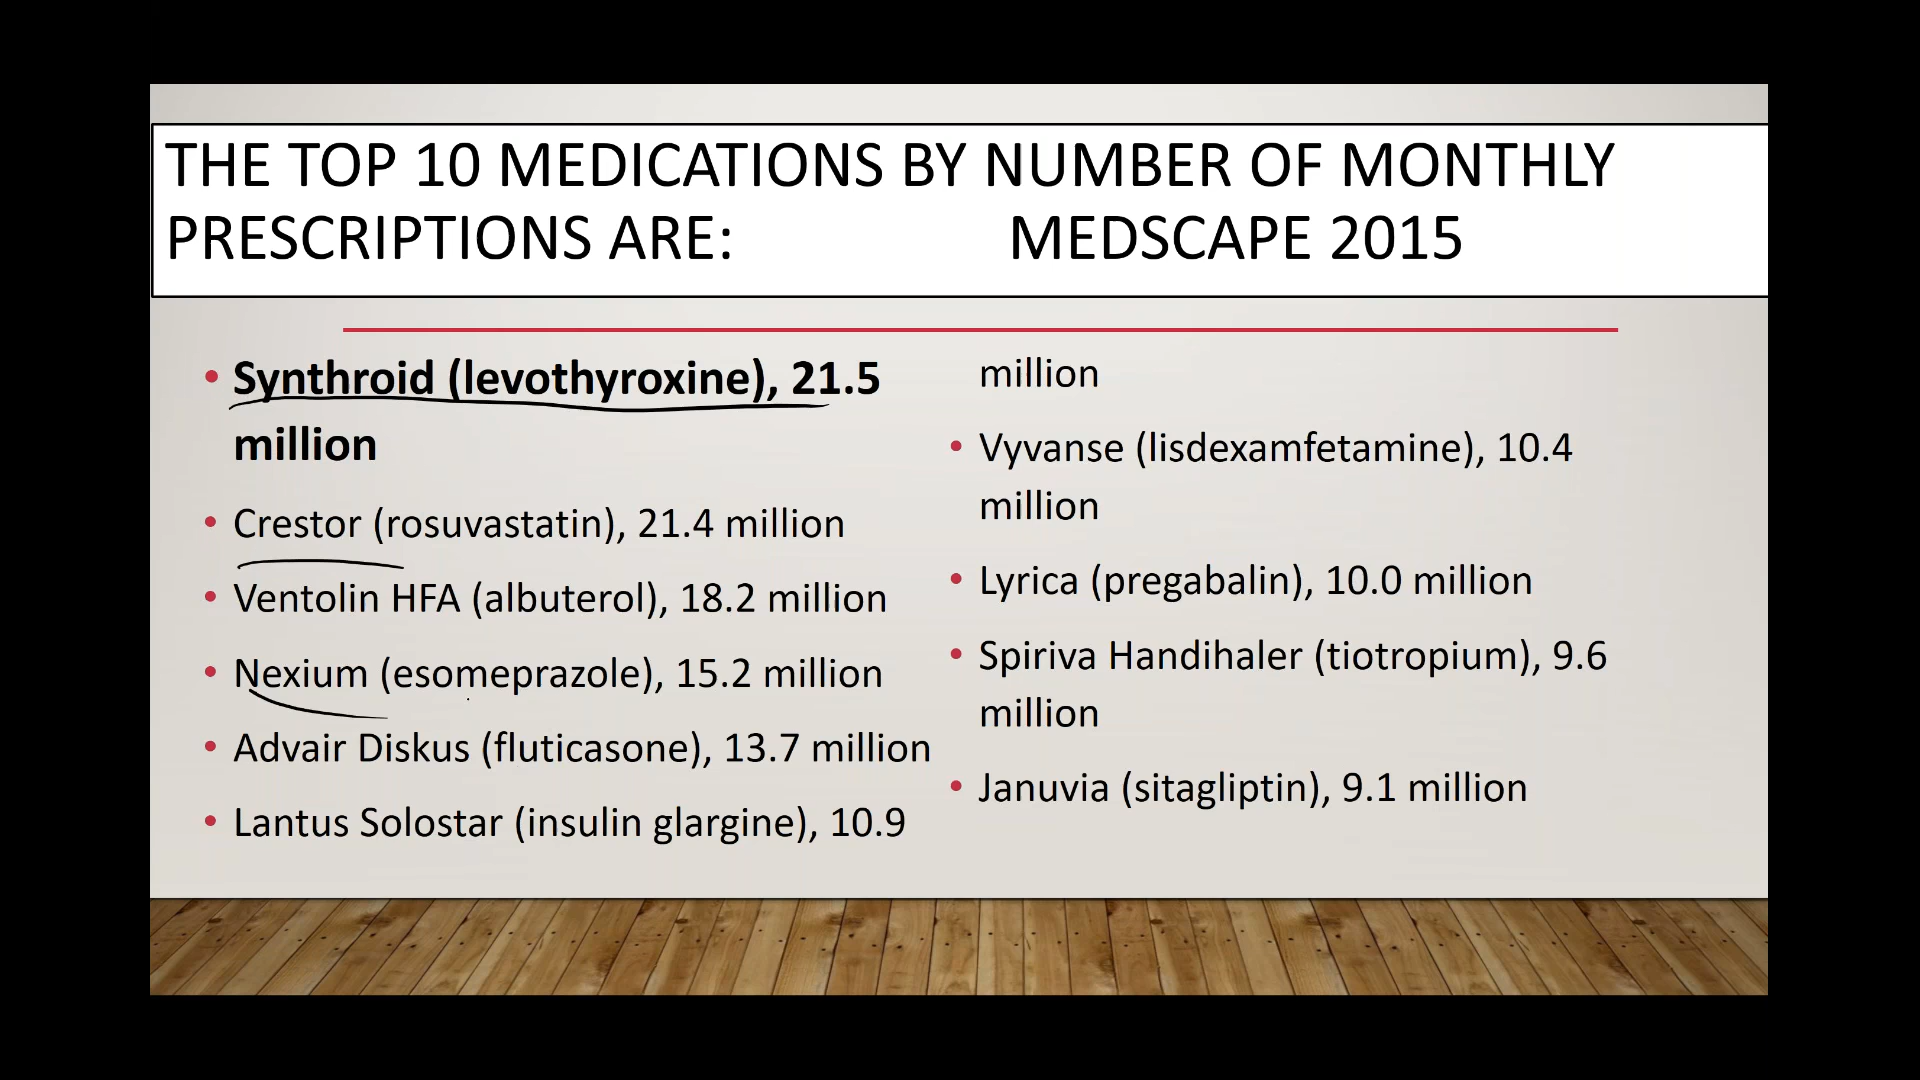 THE TOP 10 MEDICATIONS BY NUMBER OF MONTHLY
PRESCRIPTIONS ARE: MEDSCAPE 2015
• Synthroid (levothyroxine), 21.5
million
• Crestor (rosuvastatin), 21.4 million
• Ventolin HFA (albuterol), 18.2 million
• Nexium (esomeprazole), 15.2 million
• Advair Diskus (fluticasone), 13.7 million
• Lantus Solostar (insulin glargine), 10.9
million
• Vyvanse (lisdexamfetamine), 10.4
million
• Lyrica (pregabalin), 10.0 million
• Spiriva Handihaler (tiotropium), 9.6
million
• Januvia (sitagliptin), 9.1 million